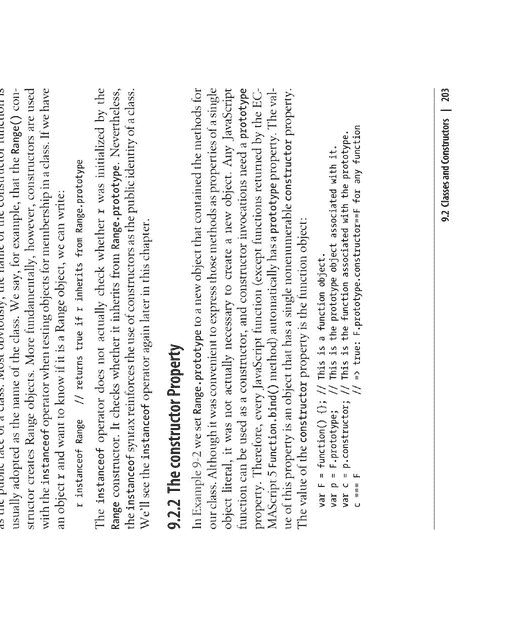 as the public face of a class. Most obviously, the name of the constructor function is
usually adopted as the name of the class. We say, for example, that the Range() con-
structor creates Range objects. More fundamentally, however, constructors are used
with the instanceof operator when testing objects for membership in a class. If we have
an object r and want to know if it is a Range object, we can write:
r instanceof Range // returns true if r inherits from Range.prototype
The instanceof operator does not actually check whether r was initialized by the
Range constructor. It checks whether it inherits from Range.prototype. Nevertheless,
the instanceof syntax reinforces the use of constructors as the public identity of a class.
We'll see the instanceof operator again later in this chapter.
9.2.2 The constructor Property
In Example 9-2 we set Range.prototype to a new object that contained the methods for
our class. Although it was convenient to express those methods as properties of a single
object literal, it was not actually necessary to create a new object. Any JavaScript
function can be used as a constructor, and constructor invocations need a prototype
property. Therefore, every JavaScript function (except functions returned by the EC-
MAScript 5 Function.bind() method) automatically has a prototype property. The val-
ue of this property is an object that has a single nonenumerable constructor property.
The value of the constructor property is the function object:
var F = function() {}; // This is a function object.
var p = F.prototype; // This is the prototype object associated with it.
var c = p.constructor; // This is the function associated with the prototype.
c === F // => true: F.prototype.constructor==F for any function
9.2 Classes and Constructors | 203